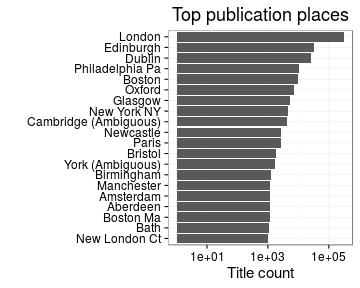 Top publication places
London
Edinburgh
Dublin
Philadelphia Pa
Boston
Oxford
Glasgow
New York NY
Cambridge (Ambiguous)
Newcastle
Paris
Bristol
York (Ambiguous)
Birmingham
Manchester
Amsterdam
Aberdeen
Boston Ma
Bath
New London Ct
1e+01 1e+03 1e+05
Title count